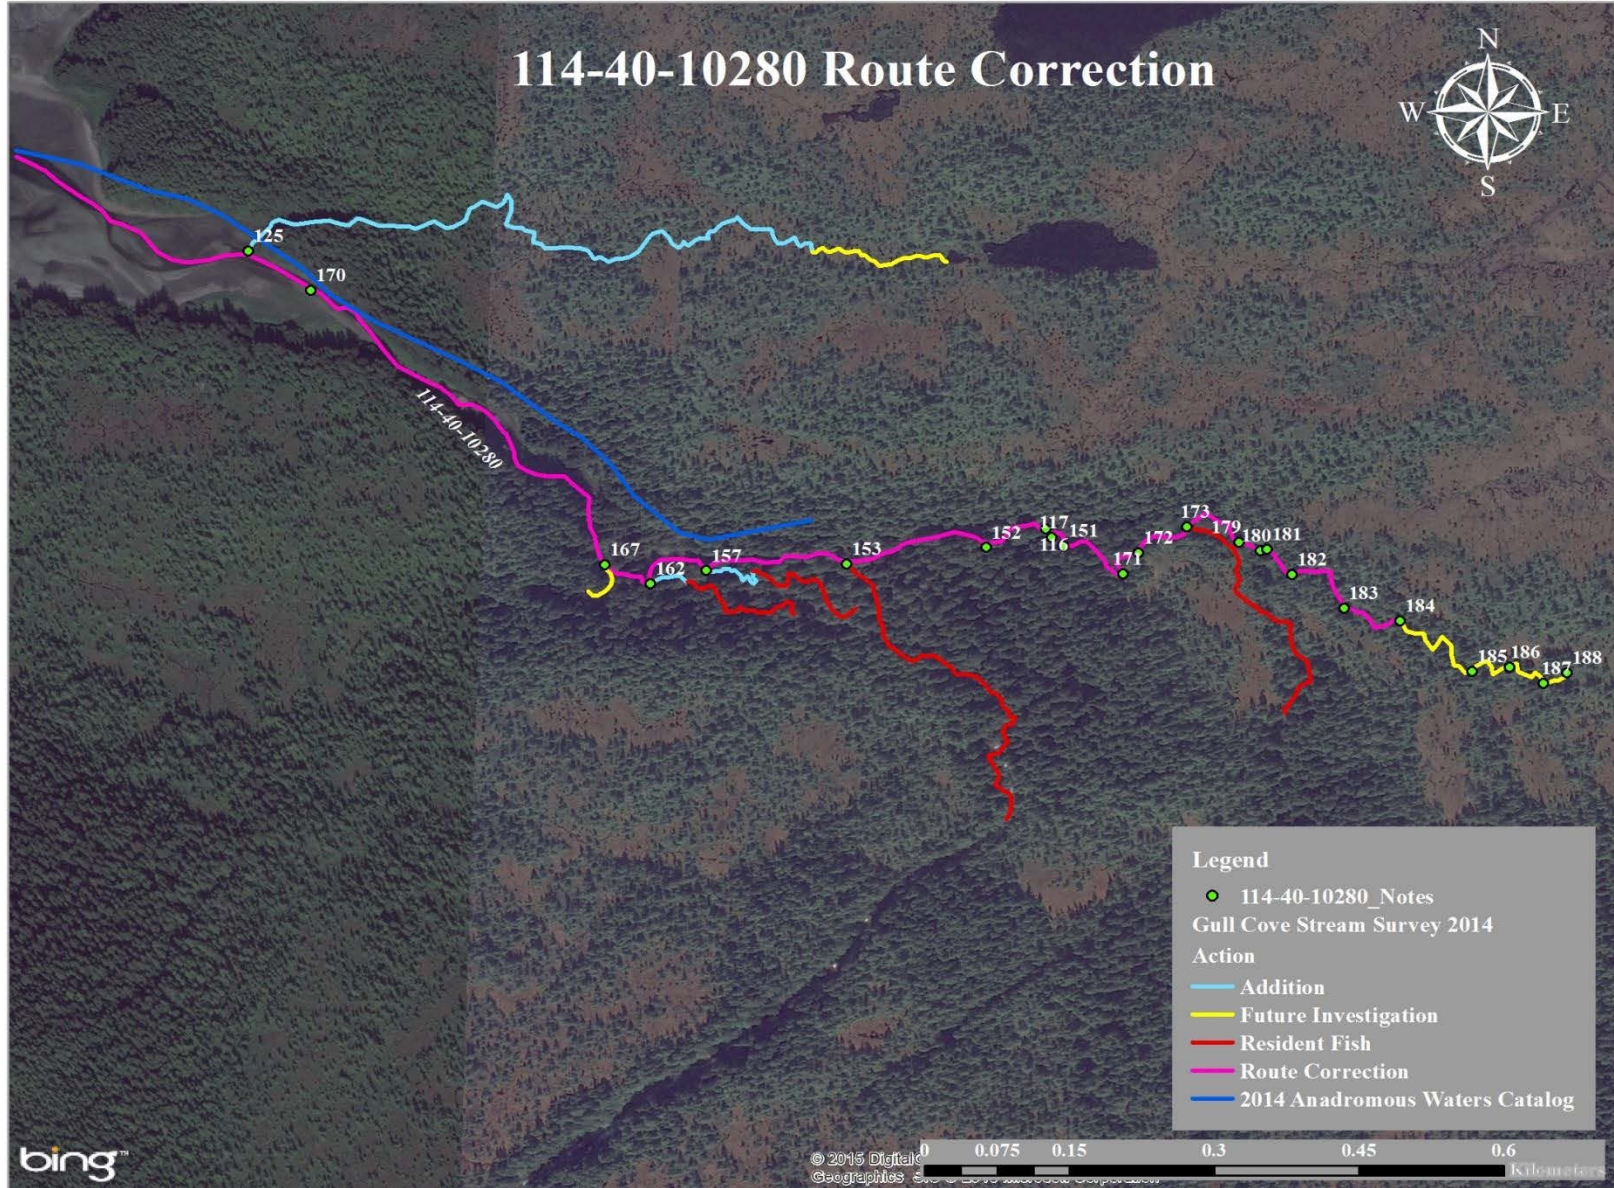 114-40-10280 Route Correction
N
W E
S
125
170
114-40-10280
167
162
157
153
152
117
116
151
171
172
173
179
180
181
182
183
184
185
186
187
188
Legend
114-40-10280_Notes
Gull Cove Stream Survey 2014
Action
Addition
Future Investigation
Resident Fish
Route Correction
2014 Anadromous Waters Catalog
bing™
0 0.075 0.15 0.3 0.45 0.6
Kilometers
© 2015 Digital
Geographics Corporation